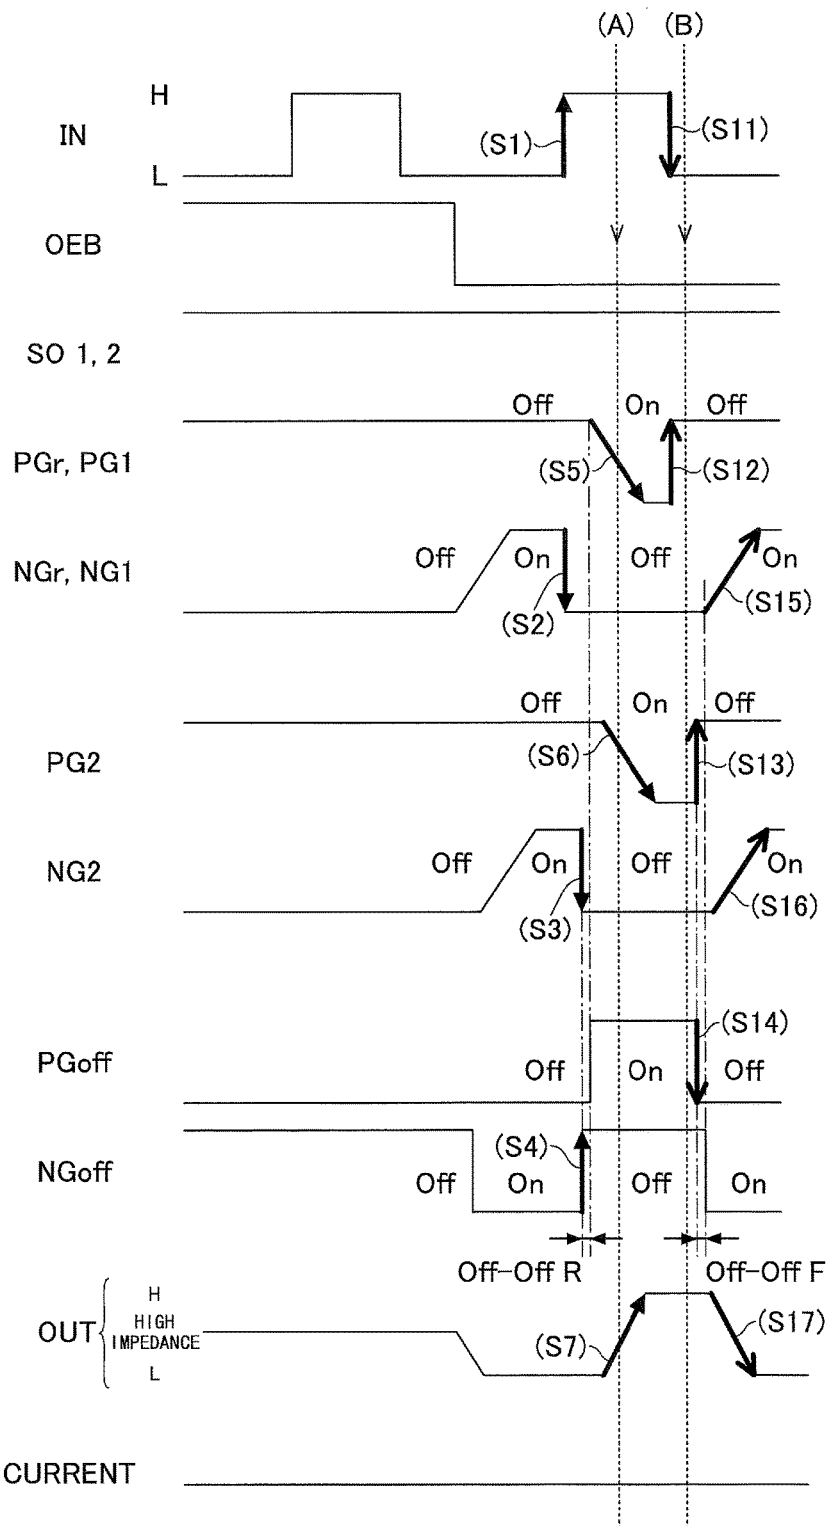 (A) (B)
H
IN
L
(S1)
(S11)
OEB
SO 1, 2
Off On Off
PGr, PG1
(S5)
(S12)
NGr, NG1
Off On Off On
(S2)
(S15)
Off On Off
PG2
(S6)
(S13)
NG2
Off On Off On
(S3)
(S16)
PGoff
(S14)
Off On Off
NGoff
(S4)
Off On Off On
Off-Off R Off-Off F
OUT
H
HIGH
IMPEDANCE
L
(S7)
(S17)
CURRENT